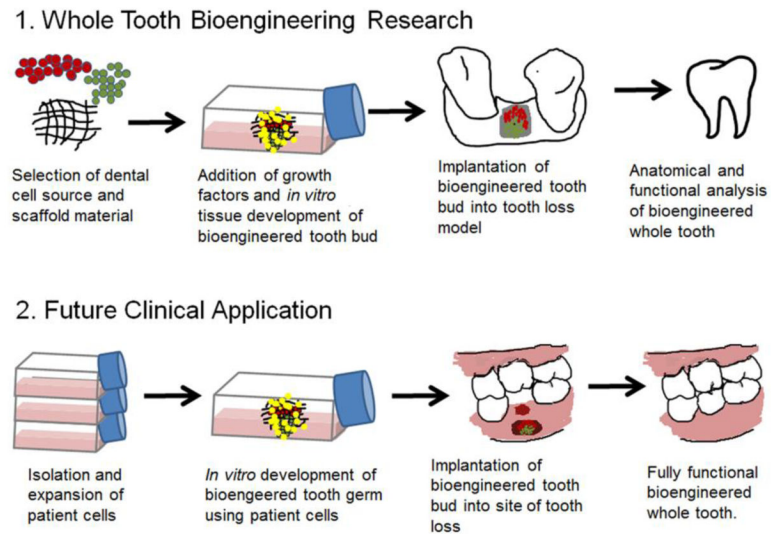 1. Whole Tooth Bioengineering Research
Selection of dental
cell source and
scaffold material
Addition of growth
factors and in vitro
tissue development of
bioengineered tooth bud
Implantation of
bioengineered tooth
bud into tooth loss
model
Anatomical and
functional analysis
of bioengineered
whole tooth
2. Future Clinical Application
Isolation and
expansion of
patient cells
In vitro development of
bioengeered tooth germ
using patient cells
Implantation of
bioengineered tooth
bud into site of tooth
loss
Fully functional
bioengineered
whole tooth.